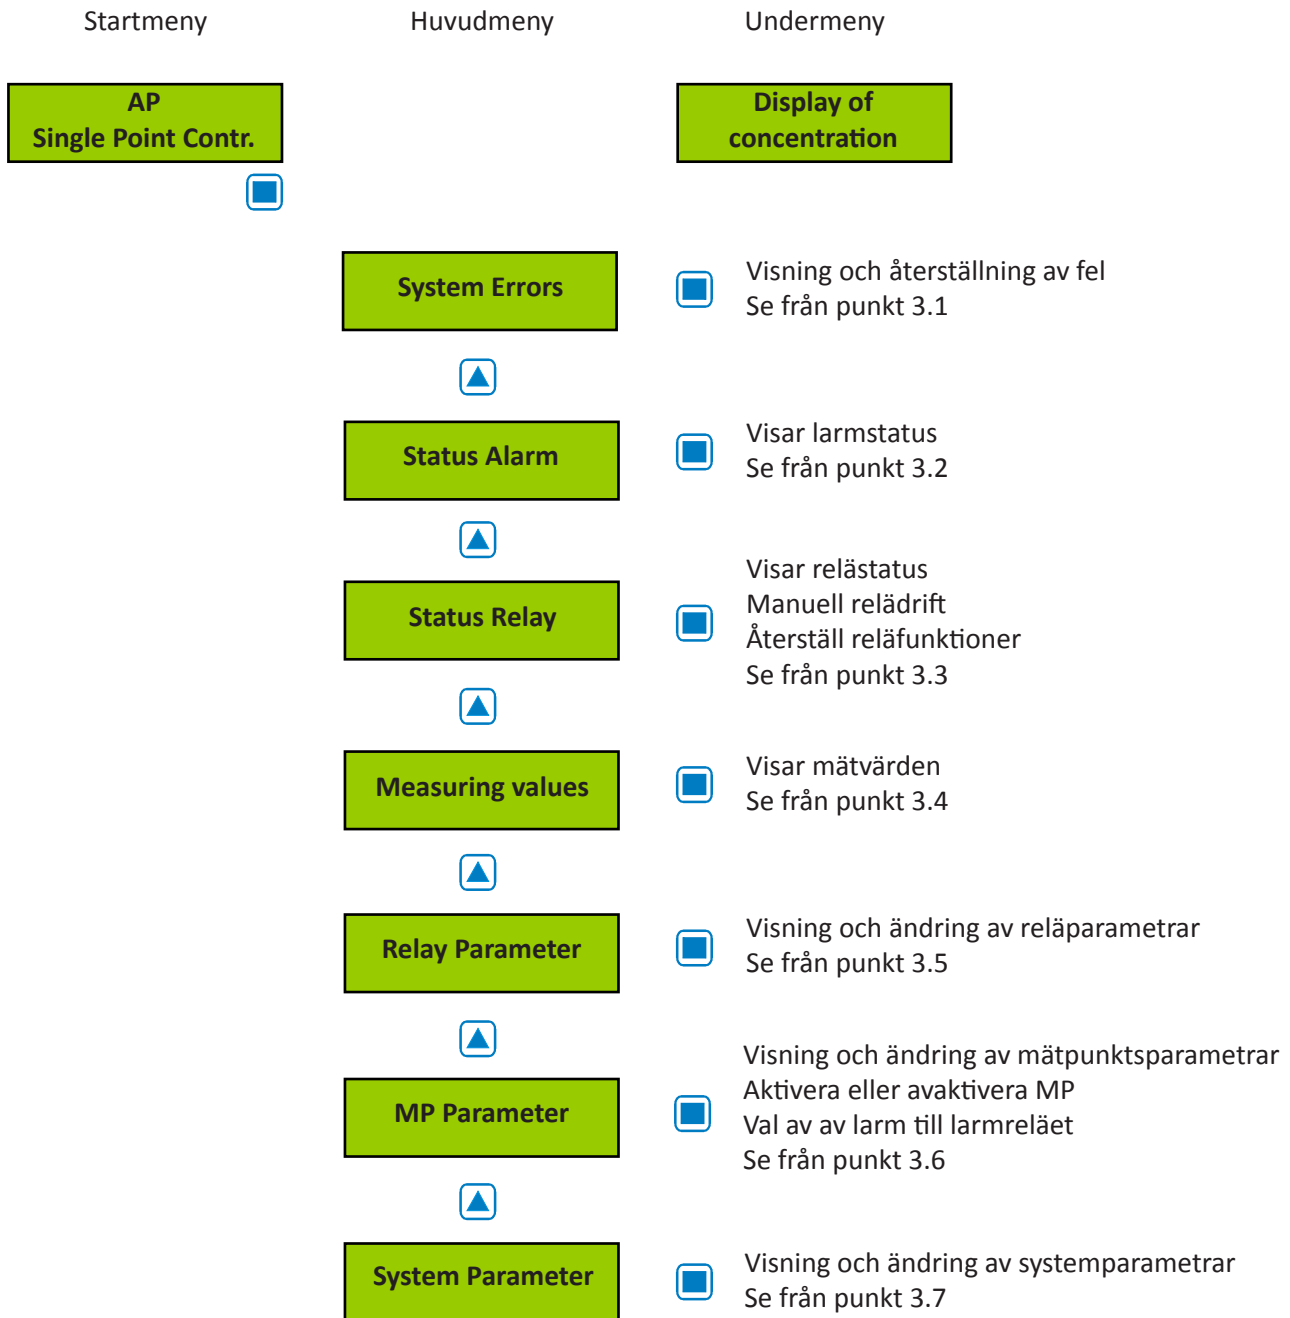 Startmeny
Huvudmeny
Undermeny
AP
Single Point Contr.
Display of
concentration
System Errors
Visning och återställning av fel
Se från punkt 3.1
Status Alarm
Visar larmstatus
Se från punkt 3.2
Status Relay
Visar relästatus
Manuell relädrift
Återställ reläfunktioner
Se från punkt 3.3
Measuring values
Visar mätvärden
Se från punkt 3.4
Relay Parameter
Visning och ändring av reläparametrar
Se från punkt 3.5
MP Parameter
Visning och ändring av mätpunktsparametrar
Aktivera eller avaktivera MP
Val av av larm till larmreläet
Se från punkt 3.6
System Parameter
Visning och ändring av systemparametrar
Se från punkt 3.7